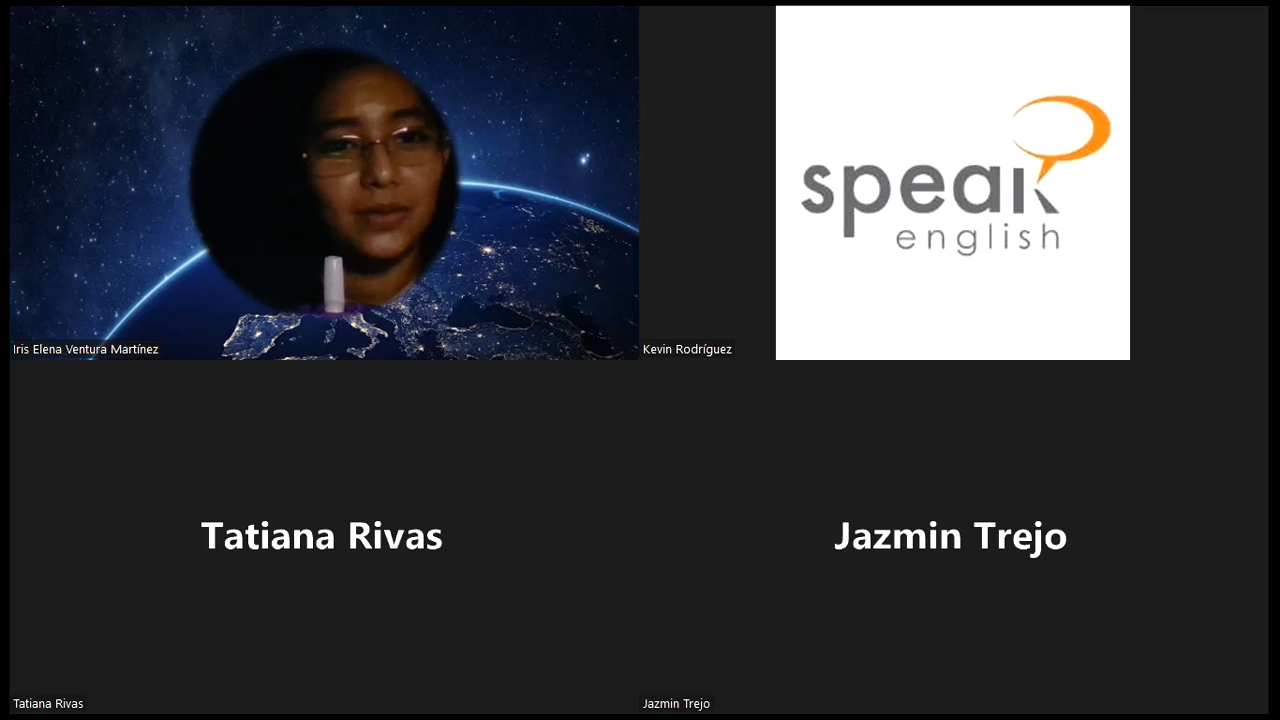 speak
english
Iris Elena Ventura Martínez
Kevin Rodríguez
Tatiana Rivas
Jazmin Trejo
Tatiana Rivas
Jazmin Trejo